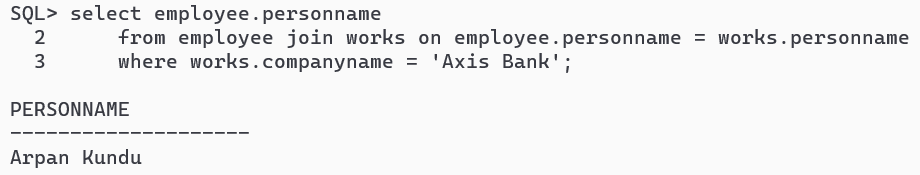 SQL> select employee.personname
  2      from employee join works on employee.personname = works.personname
  3      where works.companyname = 'Axis Bank';
PERSONNAME
--------------------
Arpan Kundu